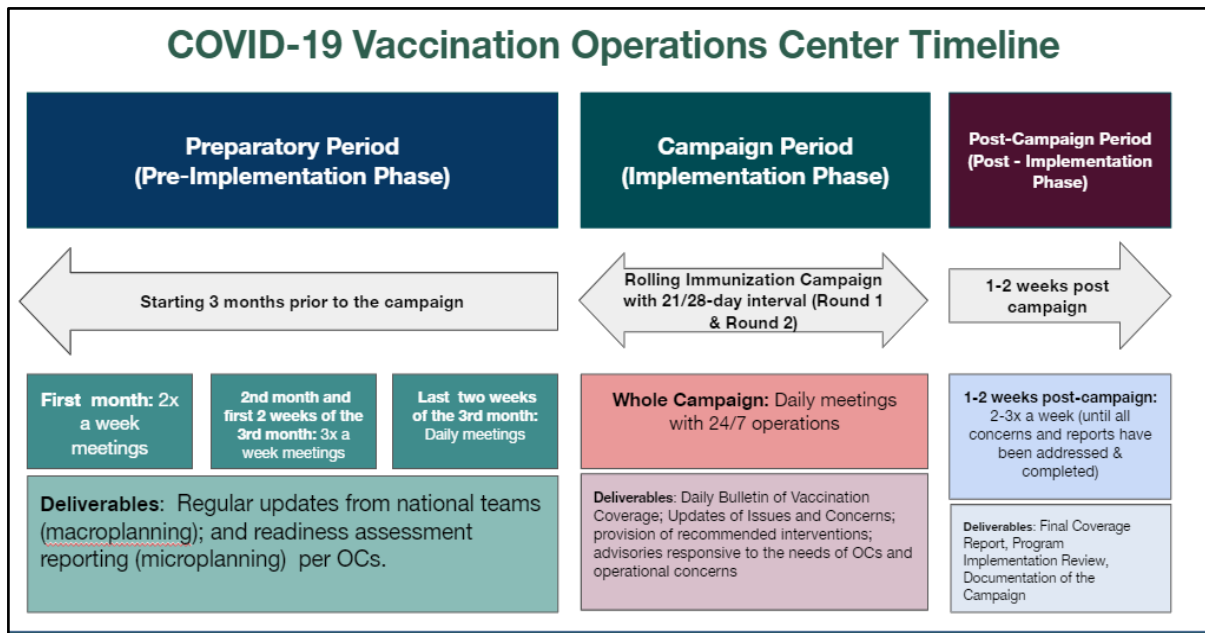 COVID-19 Vaccination Operations Center Timeline
Preparatory Period
(Pre-Implementation Phase)
Campaign Period
(Implementation Phase)
Post-Campaign Period
(Post - Implementation
Phase)
Starting 3 months prior to the campaign
Rolling Immunization Campaign
with 21/28-day interval (Round 1
& Round 2)
1-2 weeks post
campaign
First month: 2x
a week
meetings
2nd month and
first 2 weeks of the
3rd month: 3x a
week meetings
Last two weeks
of the 3rd month:
Daily meetings
Whole Campaign: Daily meetings
with 24/7 operations
1-2 weeks post-campaign:
2-3x a week (until all
concerns and reports have
been addressed &
completed)
Deliverables: Regular updates from national teams
(macroplanning); and readiness assessment
reporting (microplanning) per OCs.
Deliverables: Daily Bulletin of Vaccination
Coverage; Updates of Issues and Concerns;
provision of recommended interventions;
advisories responsive to the needs of OCs and
operational concerns
Deliverables: Final Coverage
Report, Program
Implementation Review,
Documentation of the
Campaign